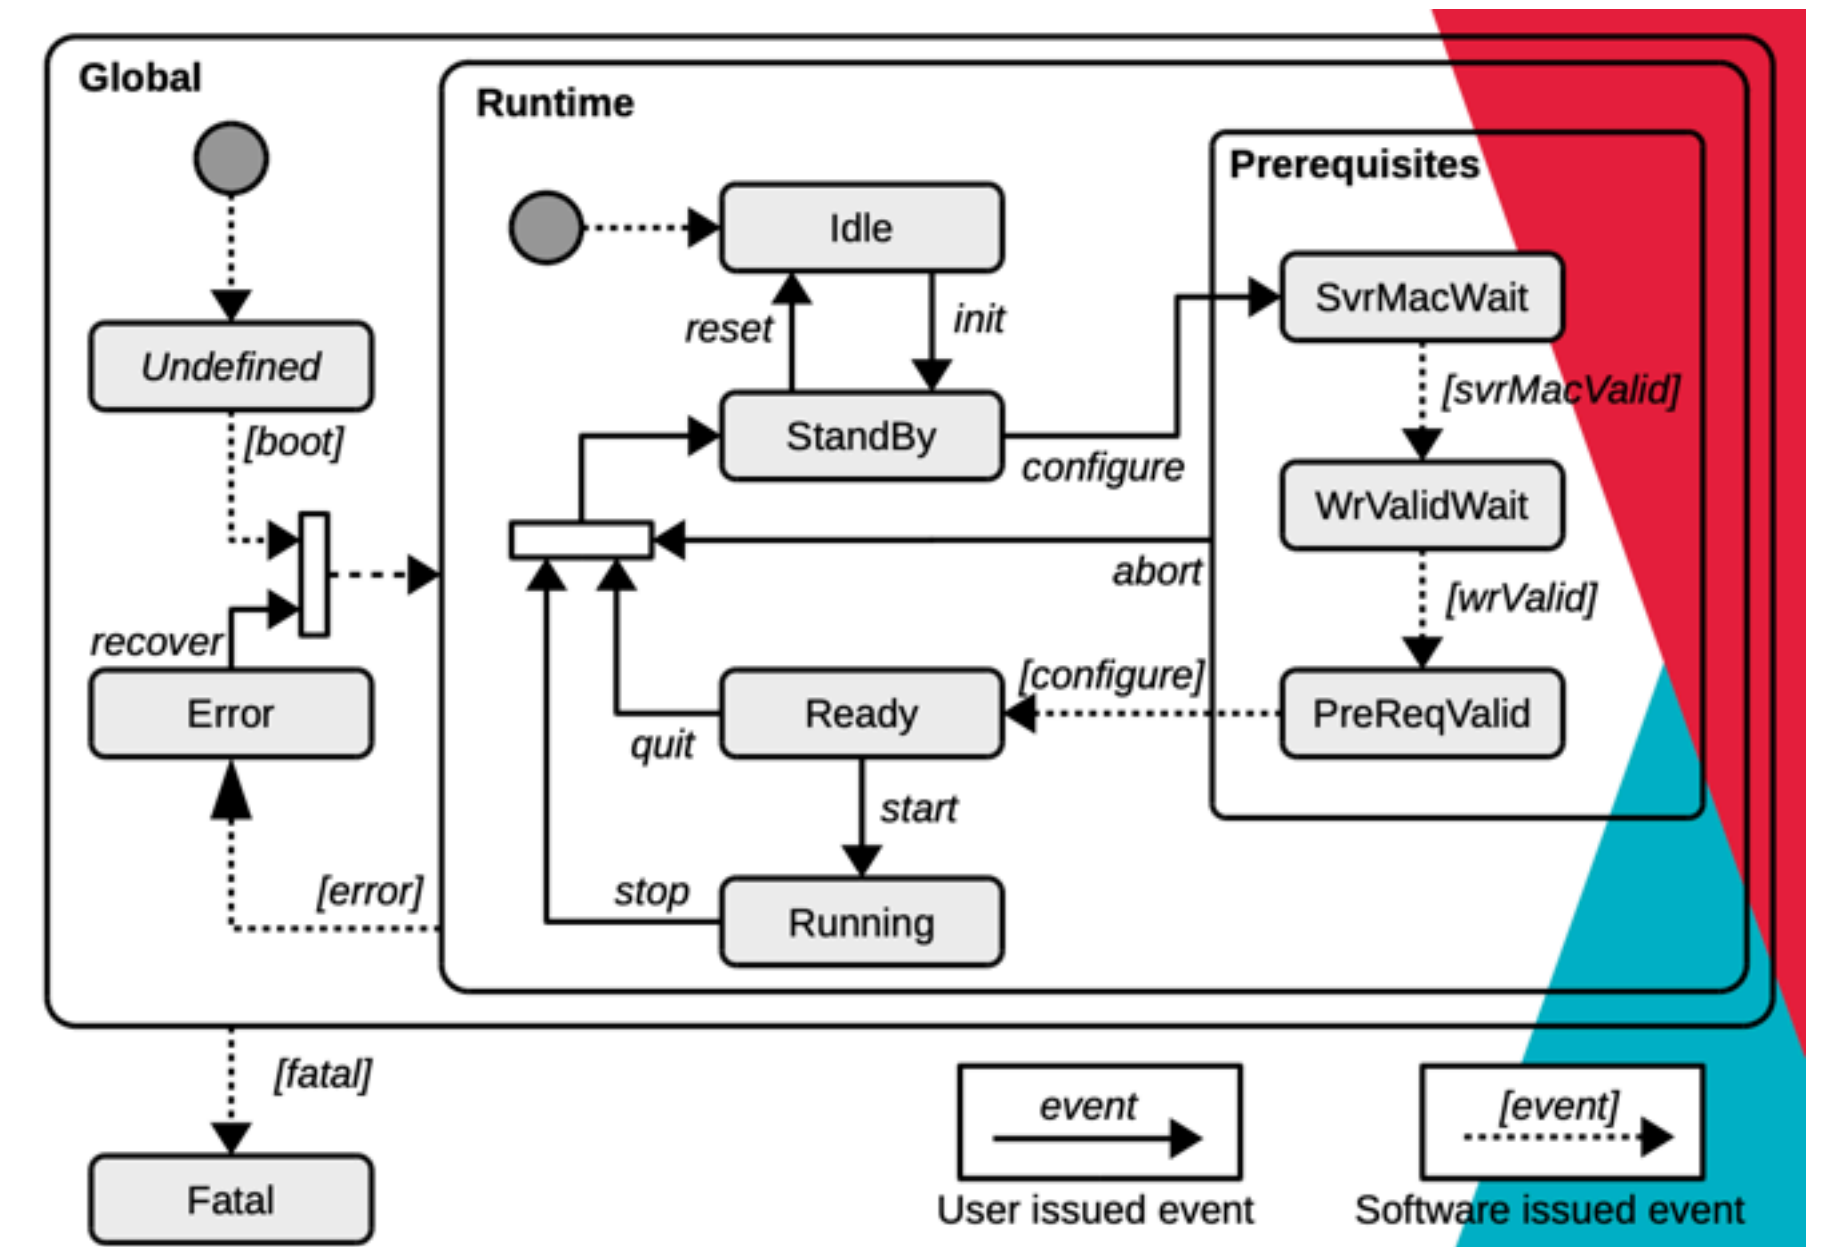 Global
Runtime
Prerequisites
Idle
SvrMacWait
reset
init
Undefined
[svrMacValid]
[boot]
StandBy
configure
WrValidWait
abort
[wrValid]
recover
Error
[configure]
Ready
PreReqValid
quit
start
[error]
stop
Running
[fatal]
event
[event]
Fatal
User issued event
Software issued event